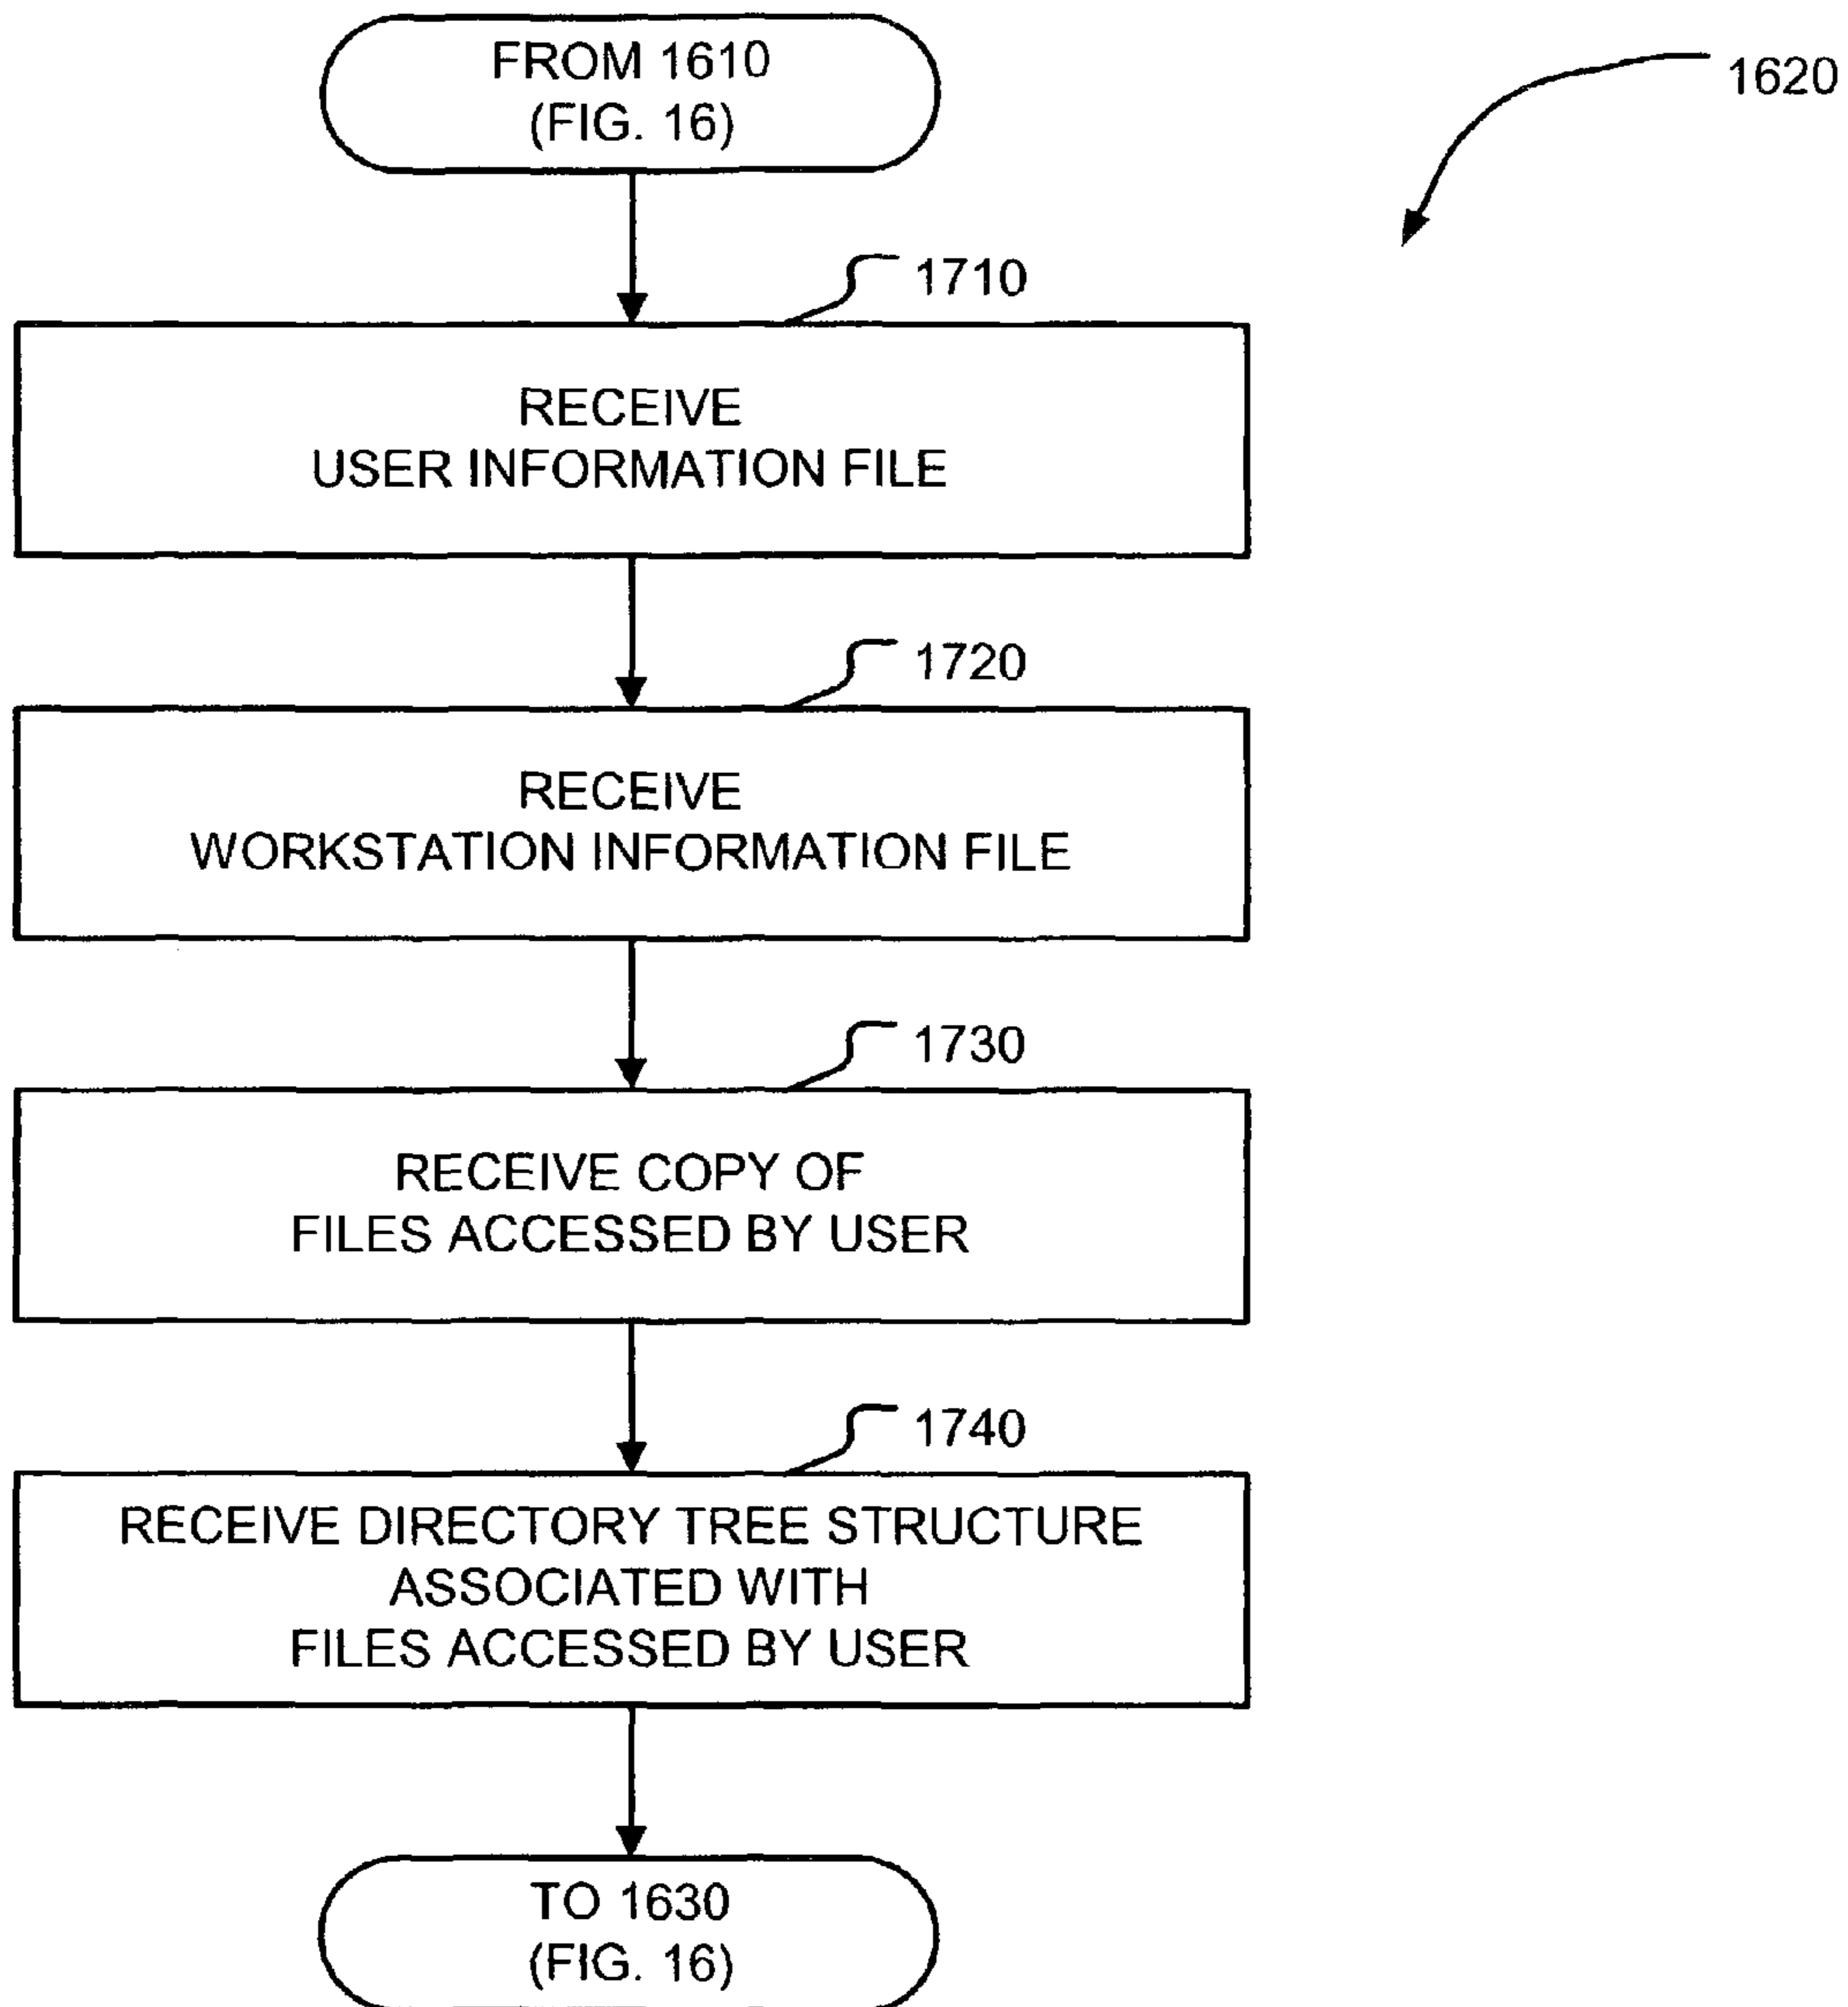 FROM 1610
(FIG. 16)
1620
1710
RECEIVE
USER INFORMATION FILE
1720
RECEIVE
WORKSTATION INFORMATION FILE
1730
RECEIVE COPY OF
FILES ACCESSED BY USER
1740
RECEIVE DIRECTORY TREE STRUCTURE
ASSOCIATED WITH
FILES ACCESSED BY USER
TO 1630
(FIG. 16)